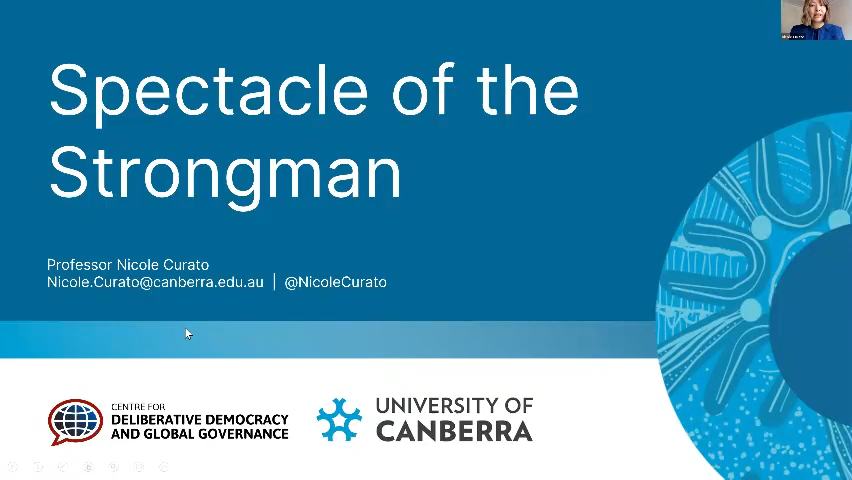 Spectacle of the
Strongman
Professor Nicole Curato
Nicole.Curato@canberra.edu.au | @NicoleCurato
CENTRE FOR
DELIBERATIVE DEMOCRACY
AND GLOBAL GOVERNANCE
UNIVERSITY OF
CANBERRA